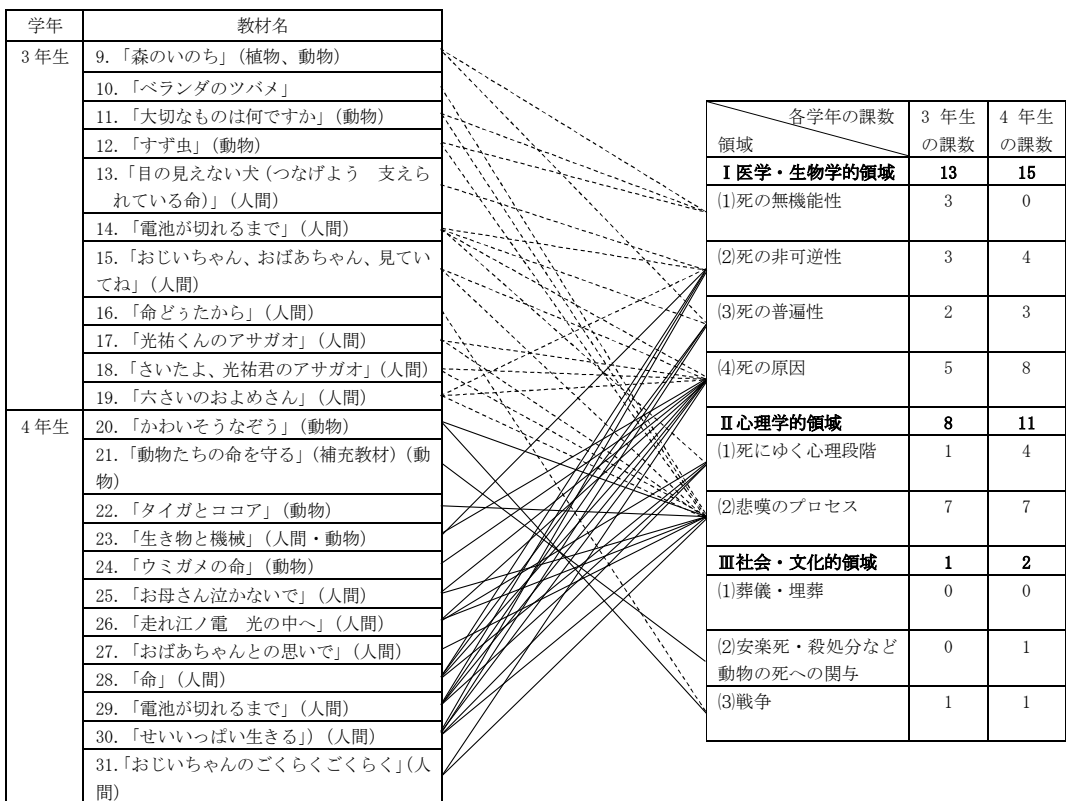 学年 教材名
3年生 9.「森のいのち」(植物、動物)
10.「ベランダのツバメ」
11.「大切なものは何ですか」(動物)
12.「すず虫」(動物)
13.「目の見えない犬(つなげよう　支えら
れている命)」(人間)
14.「電池が切れるまで」(人間)
15.「おじいちゃん、おばあちゃん、見てい
てね」(人間)
16.「命どぅたから」(人間)
17.「光祐くんのアサガオ」(人間)
18.「さいたよ、光祐君のアサガオ」(人間)
19.「六さいのおよめさん」(人間)
4年生 20.「かわいそうなぞう」(動物)
21.「動物たちの命を守る」(補充教材)(動
物)
22.「タイガとココア」(動物)
23.「生き物と機械」(人間・動物)
24.「ウミガメの命」(動物)
25.「お母さん泣かないで」(人間)
26.「走れ江ノ電　光の中へ」(人間)
27.「おばあちゃんとの思いで」(人間)
28.「命」(人間)
29.「電池が切れるまで」(人間)
30.「せいいっぱい生きる」)(人間)
31.「おじいちゃんのごくらくごくらく」(人
間)
各学年の課数 3 年生 4 年生
領域 の課数 の課数
Ⅰ医学・生物学的領域 13 15
(1)死の無機能性 3 0
(2)死の非可逆性 3 4
(3)死の普遍性 2 3
(4)死の原因 5 8
Ⅱ心理学的領域 8 11
(1)死にゆく心理段階 1 4
(2)悲嘆のプロセス 7 7
Ⅲ社会・文化的領域 1 2
(1)葬儀・埋葬 0 0
(2)安楽死・殺処分など 0 1
動物の死への関与
(3)戦争 1 1